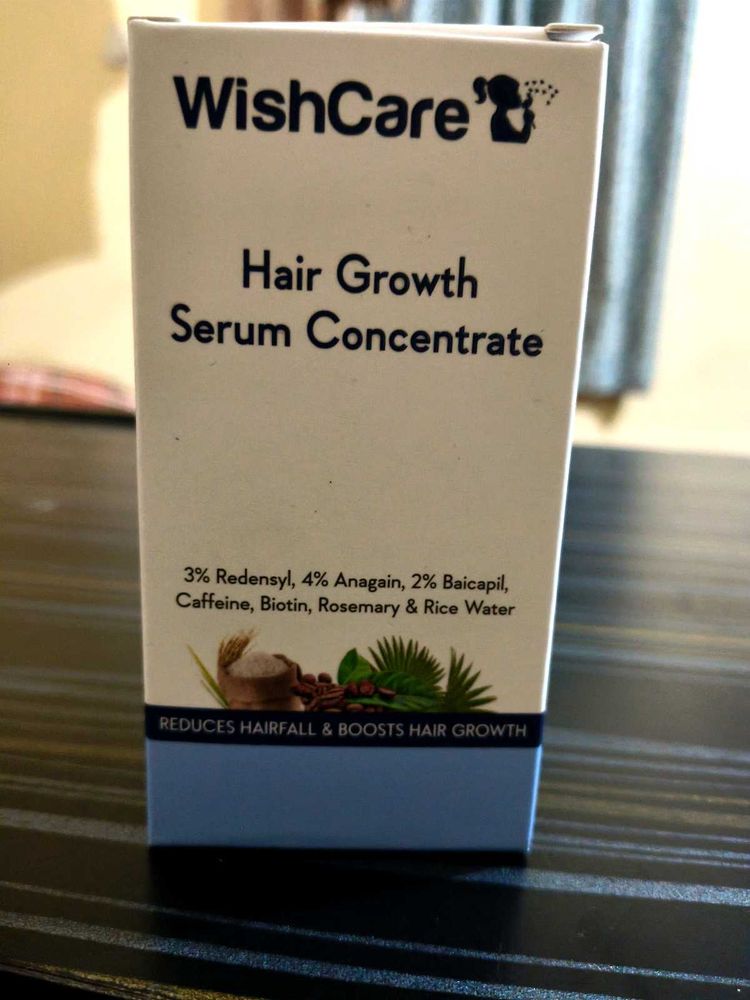 WishCare
Hair Growth
Serum Concentrate
3% Redensyl, 4% Anagain, 2% Baicapil,
Caffeine, Biotin, Rosemary & Rice Water
REDUCES HAIRFALL & BOOSTS HAIR GROWTH